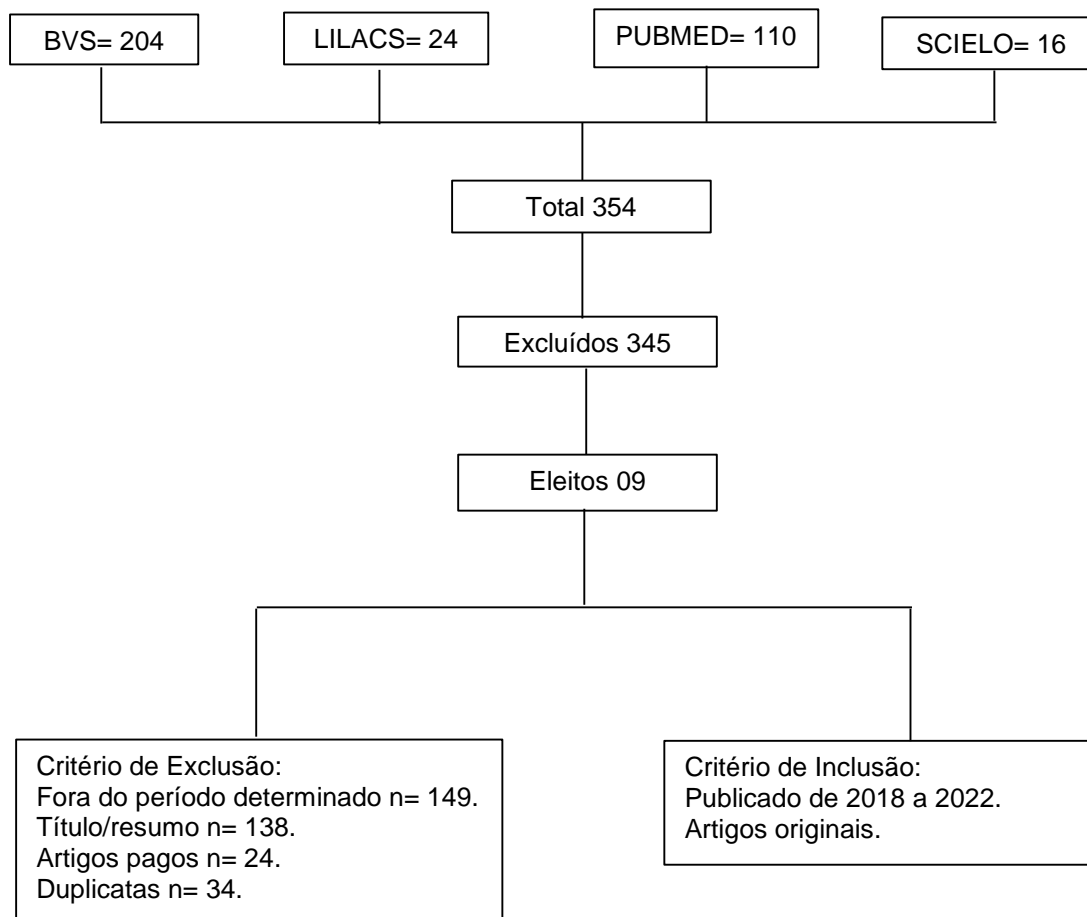 BVS= 204
LILACS= 24
PUBMED= 110
SCIELO= 16
Total 354
Excluídos 345
Eleitos 09
Critério de Exclusão:
Fora do período determinado n= 149.
Título/resumo n= 138.
Artigos pagos n= 24.
Duplicatas n= 34.
Critério de Inclusão:
Publicado de 2018 a 2022.
Artigos originais.